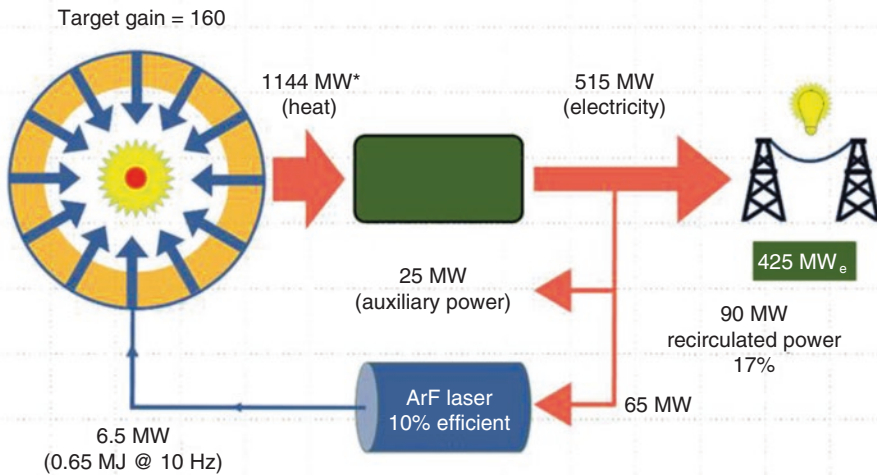 Target gain = 160
1144 MW*
(heat)
515 MW
(electricity)
425 MWₑ
25 MW
(auxiliary power)
90 MW
recirculated power
17%
ArF laser
10% efficient
65 MW
6.5 MW
(0.65 MJ @ 10 Hz)